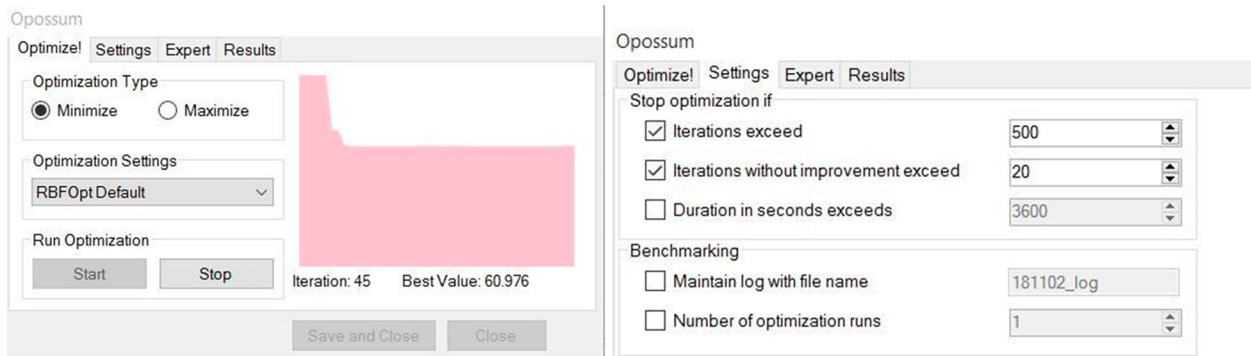 Opossum
Optimize! Settings Expert Results
Optimization Type
Minimize Maximize
Optimization Settings
RBFOpt Default
Run Optimization
Start Stop
Iteration: 45 Best Value: 60.976
Save and Close Close
Opossum
Optimize! Settings Expert Results
Stop optimization if
Iterations exceed 500
Iterations without improvement exceed 20
Duration in seconds exceeds 3600
Benchmarking
Maintain log with file name 181102_log
Number of optimization runs 1